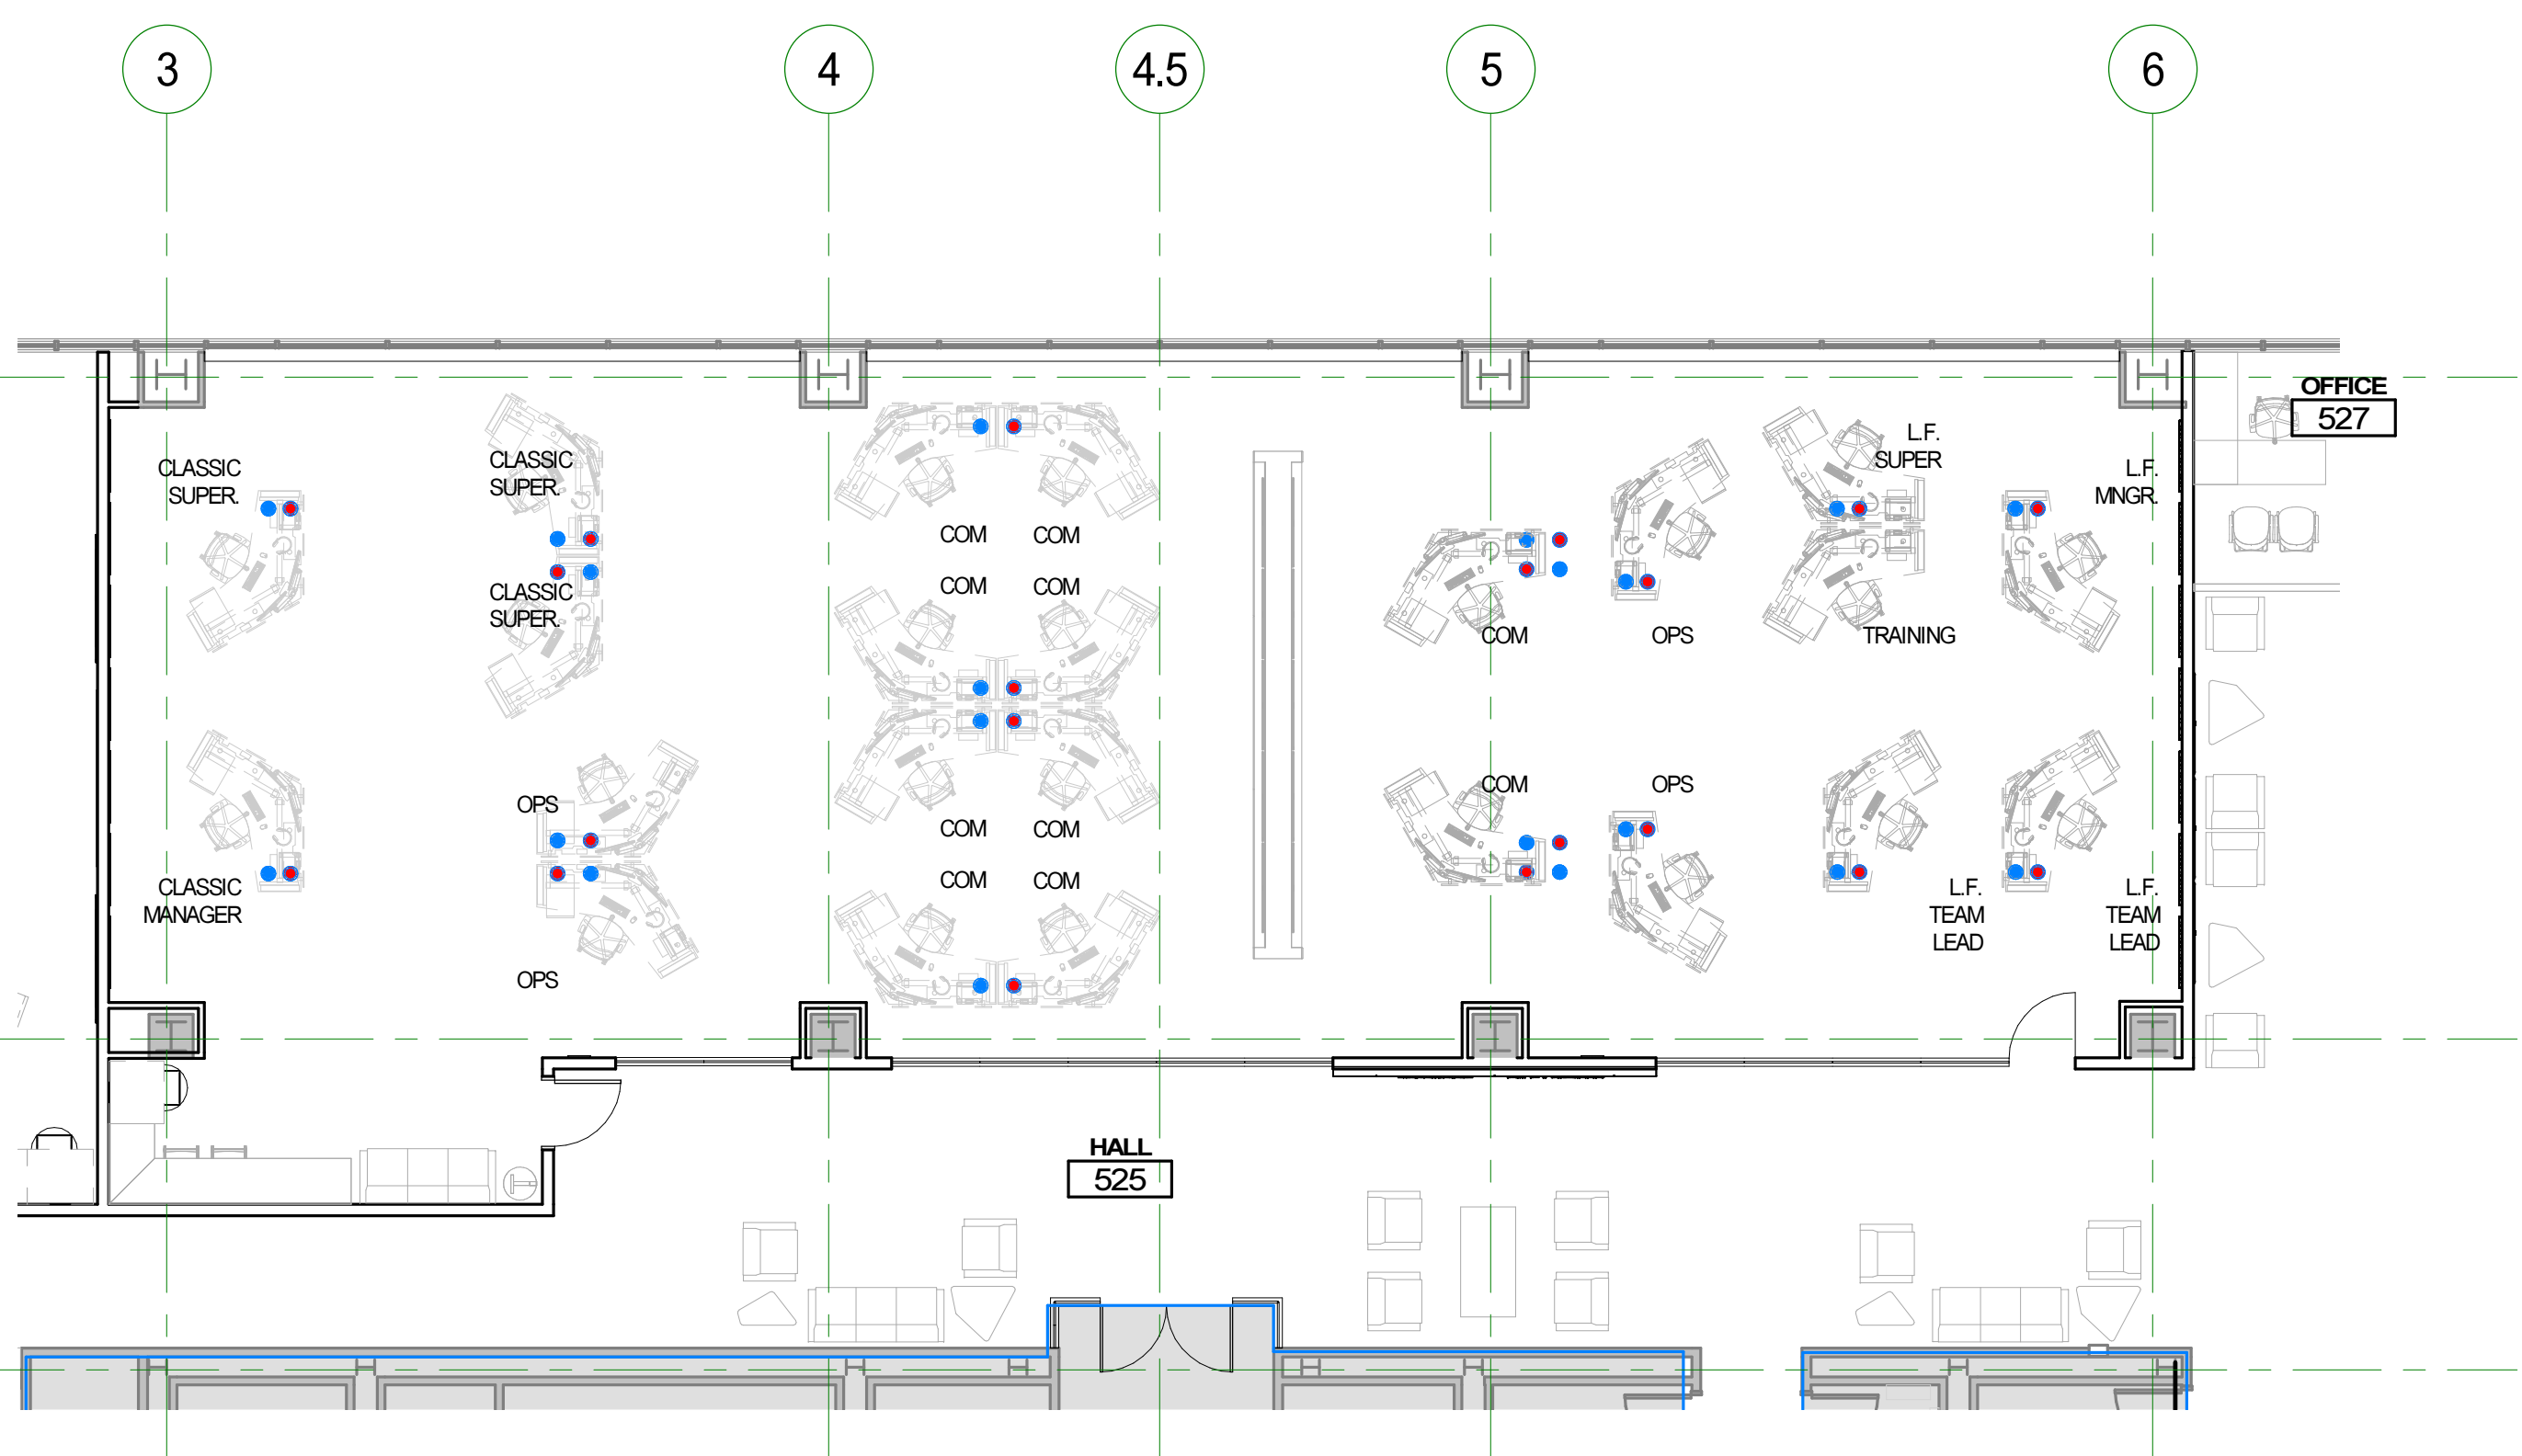 3
4
4.5
5
6
OFFICE
527
CLASSIC
SUPER.
CLASSIC
SUPER.
CLASSIC
SUPER.
COM
COM
COM
COM
L.F.
SUPER
L.F.
MNGR.
COM
OPS
TRAINING
OPS
COM
COM
COM
COM
COM
OPS
CLASSIC
MANAGER
L.F.
TEAM
LEAD
L.F.
TEAM
LEAD
OPS
HALL
525